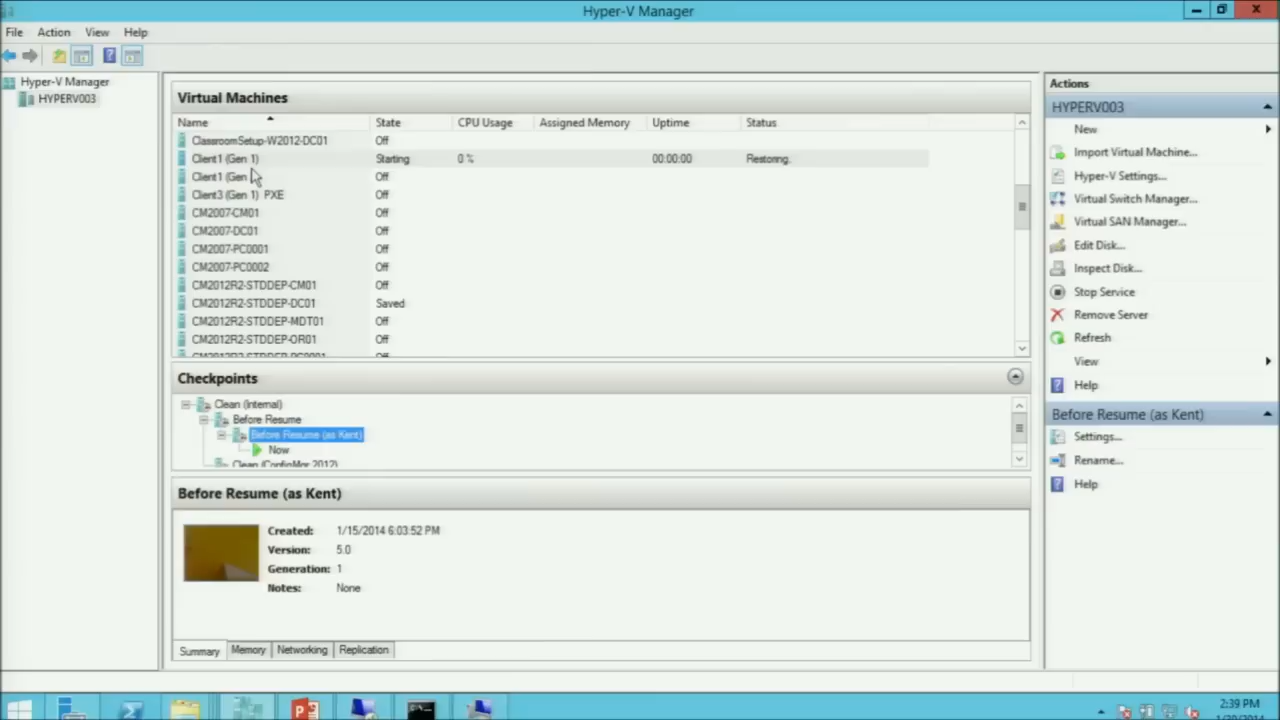 Hyper-V Manager
File Action View Help
Hyper-V Manager
HYPERV003
Virtual Machines
Name State CPU Usage Assigned Memory Uptime Status
ClassroomSetup-W2012-DC01 Off
Client1 (Gen 1) Starting 0 % 00:00:00 Restoring.
Client1 (Gen Off
Client3 (Gen 1) PXE Off
CM2007-CM01 Off
CM2007-DC01 Off
CM2007-PC0001 Off
CM2007-PC0002 Off
CM2012R2-STDDEP-CM01 Off
CM2012R2-STDDEP-DC01 Saved
CM2012R2-STDDEP-MDT01 Off
CM2012R2-STDDEP-OR01 Off
CM2012R2-STDDEP-PC0001 Off
Checkpoints
Clean (Internal)
Before Resume
Before Resume (as Kent)
Now
Clean (ConfigMgr 2012)
Before Resume (as Kent)
Created: 1/15/2014 6:03:52 PM
Version: 5.0
Generation: 1
Notes: None
Summary Memory Networking Replication
Actions
HYPERV003
New
Import Virtual Machine...
Hyper-V Settings...
Virtual Switch Manager...
Virtual SAN Manager...
Edit Disk...
Inspect Disk...
Stop Service
Remove Server
Refresh
View
Help
Before Resume (as Kent)
Settings...
Rename...
Help
2:39 PM